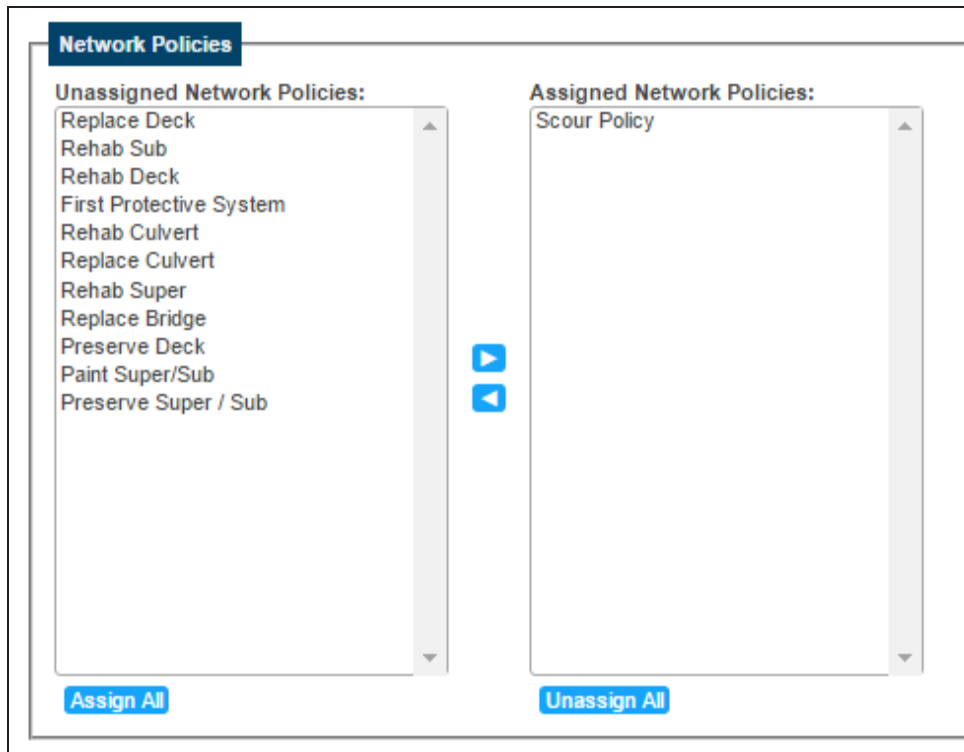 Network Policies
Unassigned Network Policies:
Replace Deck
Rehab Sub
Rehab Deck
First Protective System
Rehab Culvert
Replace Culvert
Rehab Super
Replace Bridge
Preserve Deck
Paint Super/Sub
Preserve Super / Sub
Assign All
Assigned Network Policies:
Scour Policy
Unassign All